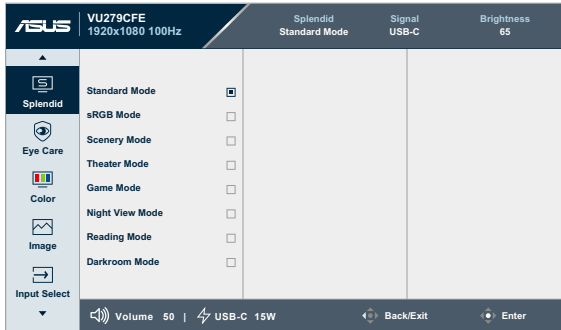 ASUS
VU279CFE
1920x1080 100Hz
Splendid
Standard Mode
Signal
USB-C
Brightness
65
Splendid
Eye Care
Color
Image
Input Select
Standard Mode
sRGB Mode
Scenery Mode
Theater Mode
Game Mode
Night View Mode
Reading Mode
Darkroom Mode
Volume 50 | USB-C 15W
Back/Exit
Enter